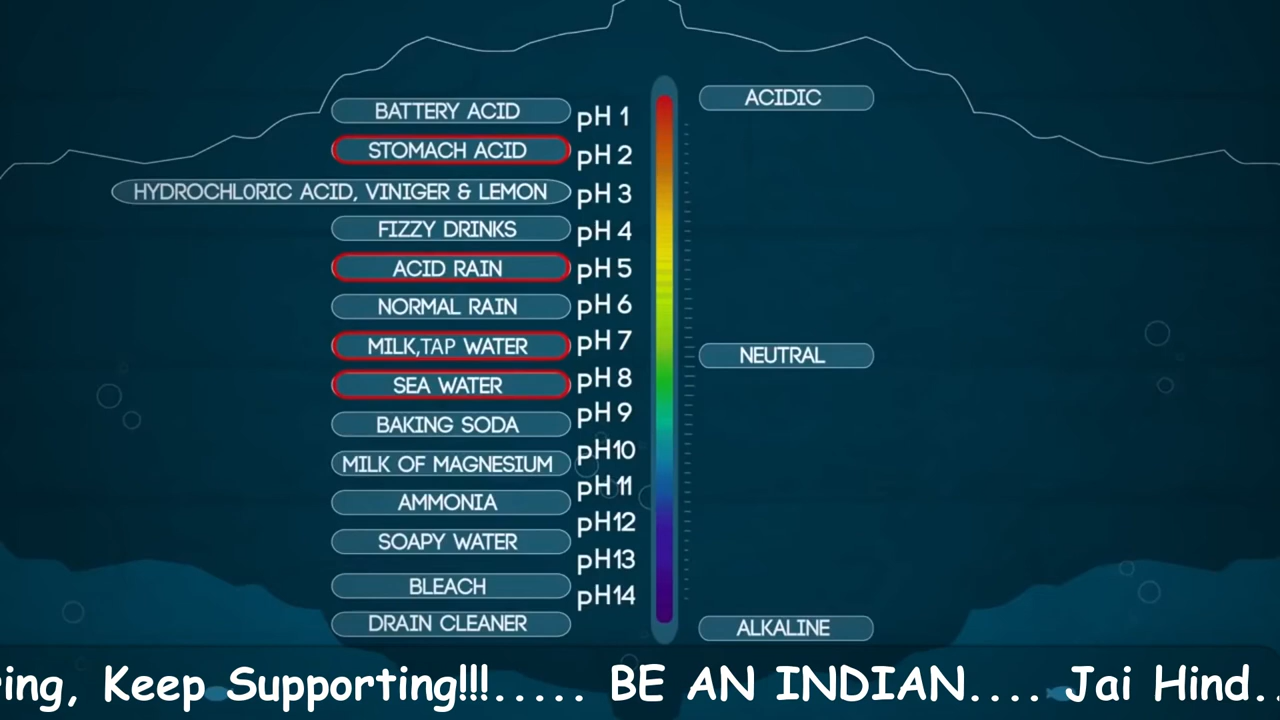 BATTERY ACID pH 1 ACIDIC
STOMACH ACID pH 2
HYDROCHLORIC ACID, VINIGER & LEMON pH 3
FIZZY DRINKS pH 4
ACID RAIN pH 5
NORMAL RAIN pH 6
MILK,TAP WATER pH 7 NEUTRAL
SEA WATER pH 8
BAKING SODA pH 9
MILK OF MAGNESIUM pH10
AMMONIA pH11
SOAPY WATER pH12
BLEACH pH13
DRAIN CLEANER pH14 ALKALINE
ing, Keep Supporting!!!..... BE AN INDIAN.... Jai Hind..